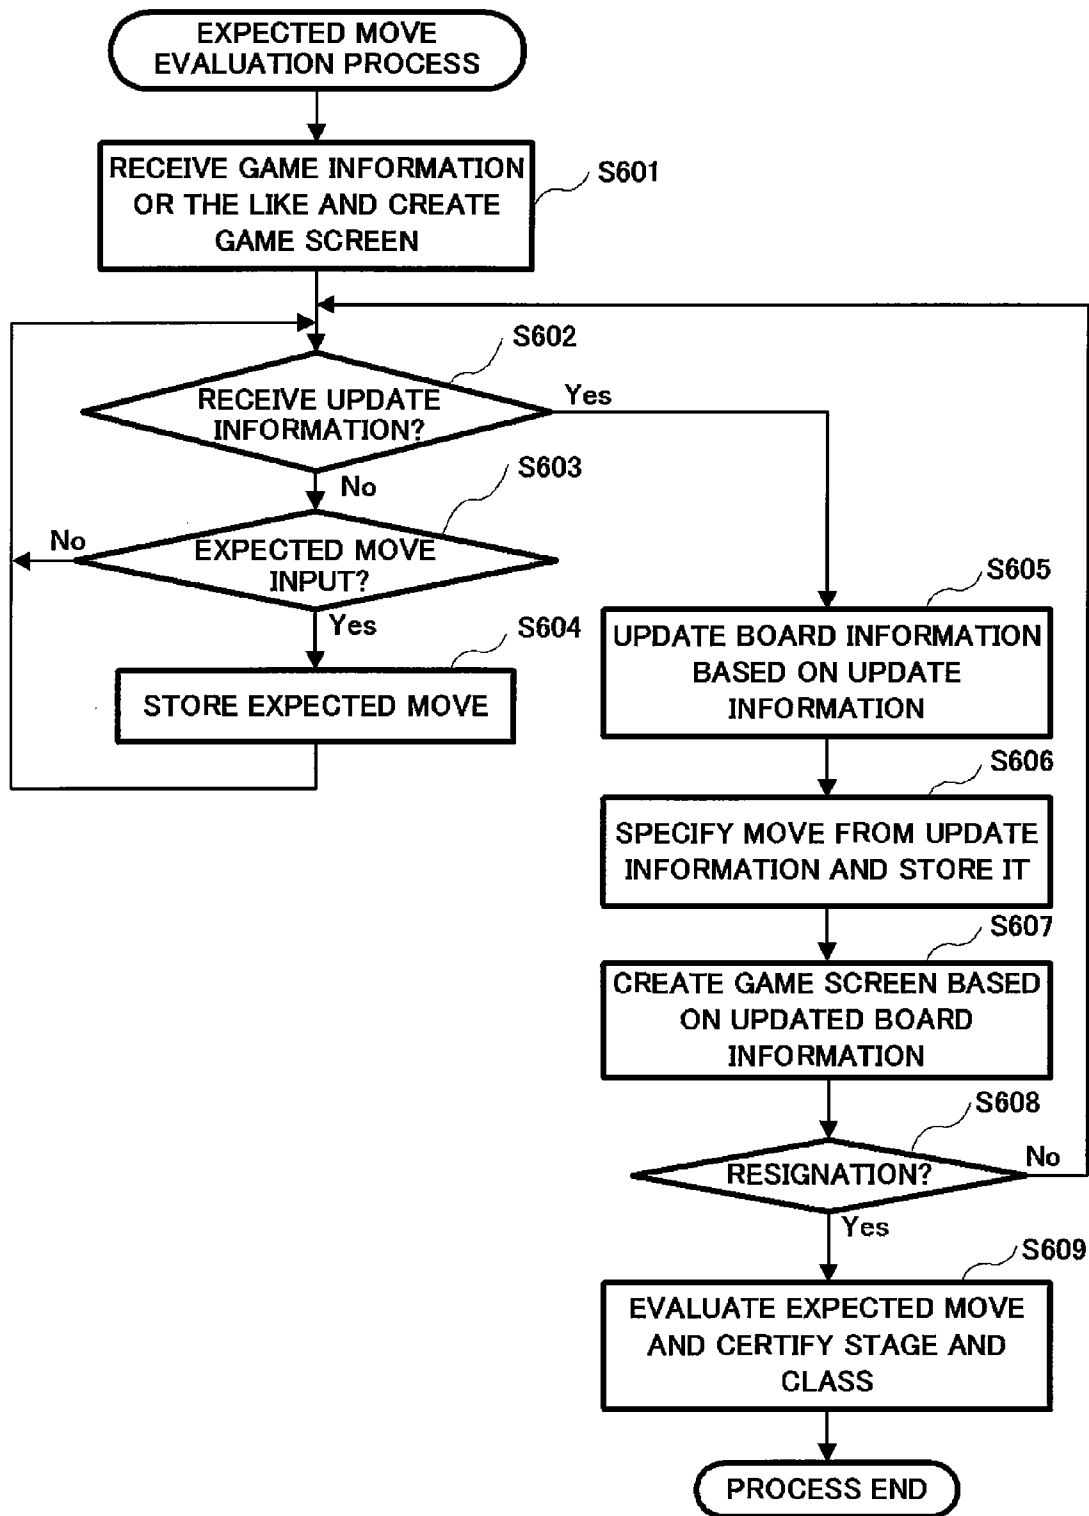 EXPECTED MOVE
EVALUATION PROCESS
RECEIVE GAME INFORMATION
OR THE LIKE AND CREATE
GAME SCREEN
S601
S602
RECEIVE UPDATE
INFORMATION?
Yes
No
S603
EXPECTED MOVE
INPUT?
No
Yes
S604
STORE EXPECTED MOVE
S605
UPDATE BOARD INFORMATION
BASED ON UPDATE
INFORMATION
S606
SPECIFY MOVE FROM UPDATE
INFORMATION AND STORE IT
S607
CREATE GAME SCREEN BASED
ON UPDATED BOARD
INFORMATION
S608
RESIGNATION?
No
Yes
S609
EVALUATE EXPECTED MOVE
AND CERTIFY STAGE AND
CLASS
PROCESS END